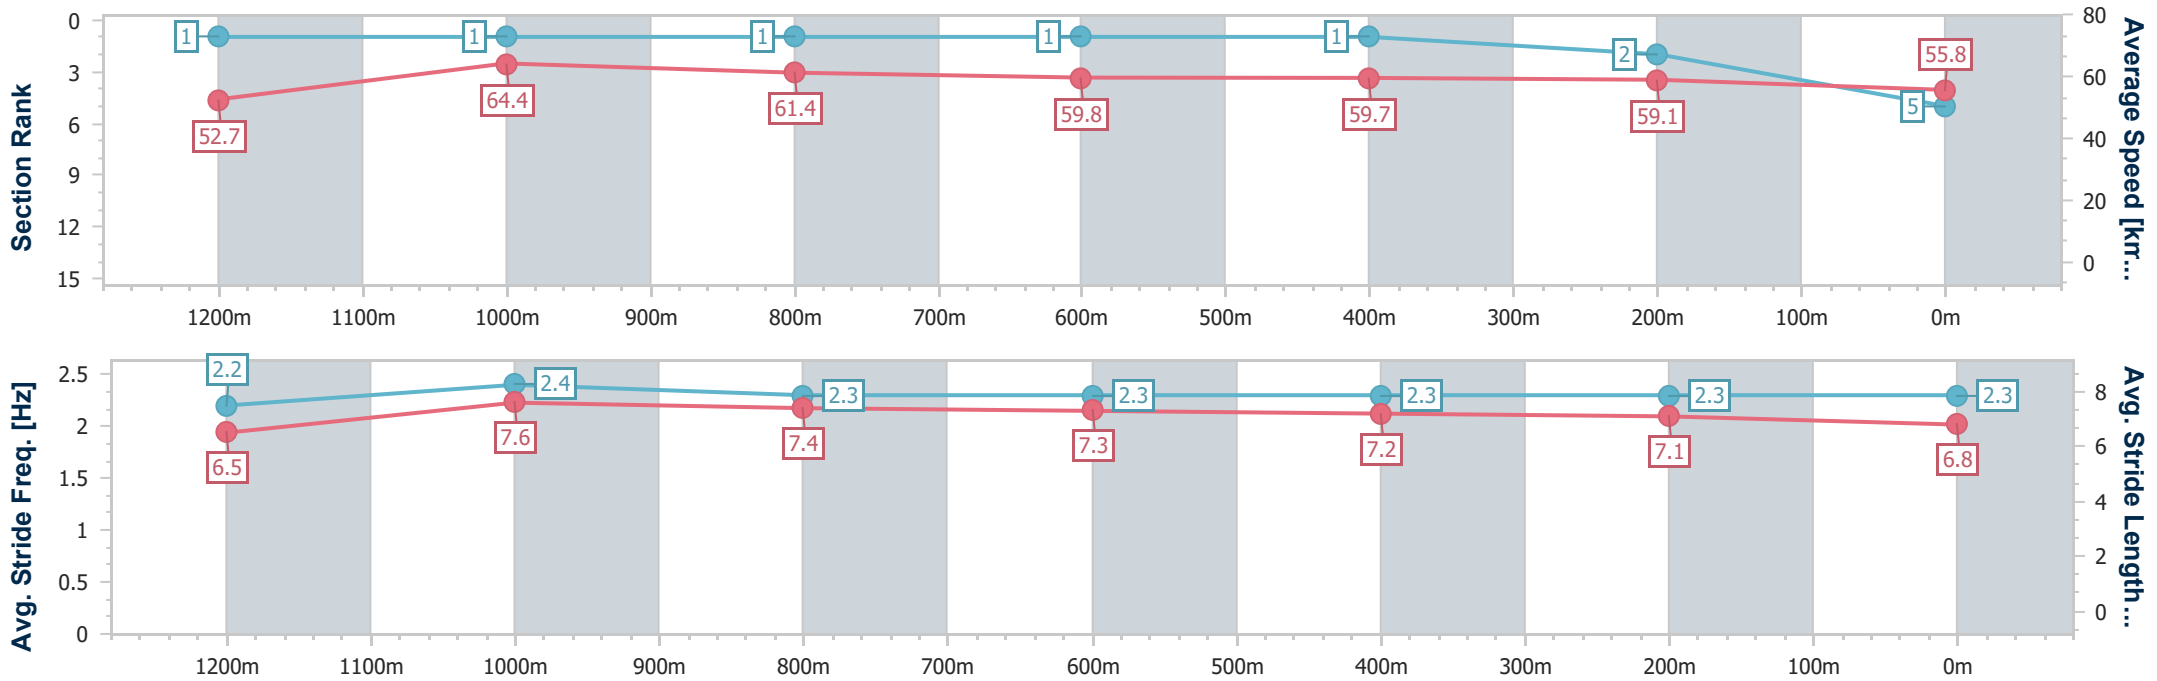 Section Rank
0
3
6
9
12
15
1 1 1 1 1 2 5
52.7 64.4 61.4 59.8 59.7 59.1 55.8
80
60
40
20
0
Average Speed [km...
1200m 1100m 1000m 900m 800m 700m 600m 500m 400m 300m 200m 100m 0m
Avg. Stride Freq. [Hz]
2.5
2
1.5
1
0.5
0
2.2 2.4 2.3 2.3 2.3 2.3 2.3
6.5 7.6 7.4 7.3 7.2 7.1 6.8
8
6
4
2
0
Avg. Stride Length...
1200m 1100m 1000m 900m 800m 700m 600m 500m 400m 300m 200m 100m 0m